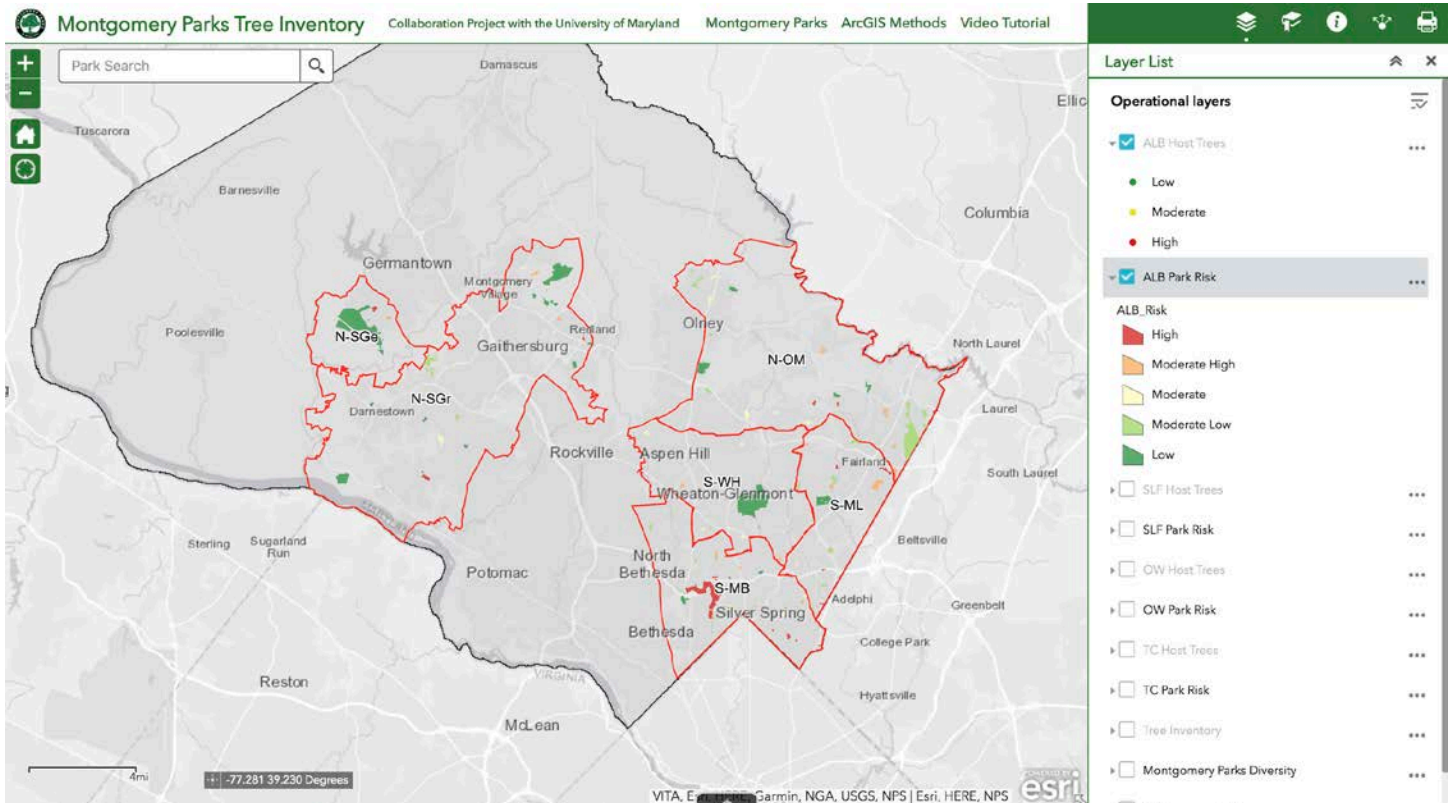 Montgomery Parks Tree Inventory
Collaboration Project with the University of Maryland
Montgomery Parks
ArcGIS Methods
Video Tutorial
+
−
Park Search
Layer List
Operational layers
ALB Host Trees
Low
Moderate
High
ALB Park Risk
ALB_Risk
High
Moderate High
Moderate
Moderate Low
Low
SLF Host Trees
SLF Park Risk
OW Host Trees
OW Park Risk
TC Host Trees
TC Park Risk
Tree Inventory
Montgomery Parks Diversity
Damascus
Tuscarora
Barnesville
Columbia
Germantown
Montgomery
Village
Poolesville
Olney
Redland
N-SGe
Gaithersburg
N-OM
North Laurel
N-SGr
Darnestown
Laurel
Rockville
Aspen Hill
Fairland
South Laurel
S-WH
Wheaton-Glenmont
S-ML
Sterling
Sugarland
Run
Beltsville
North
Bethesda
Potomac
S-MB
Silver Spring
Adelphi
Greenbelt
Bethesda
College Park
Reston
VIRGINIA
Hyattsville
McLean
4mi
-77.281 39.230 Degrees
Garmin, NGA, USGS, NPS | Esri, HERE, NPS
POWERED BY
esri